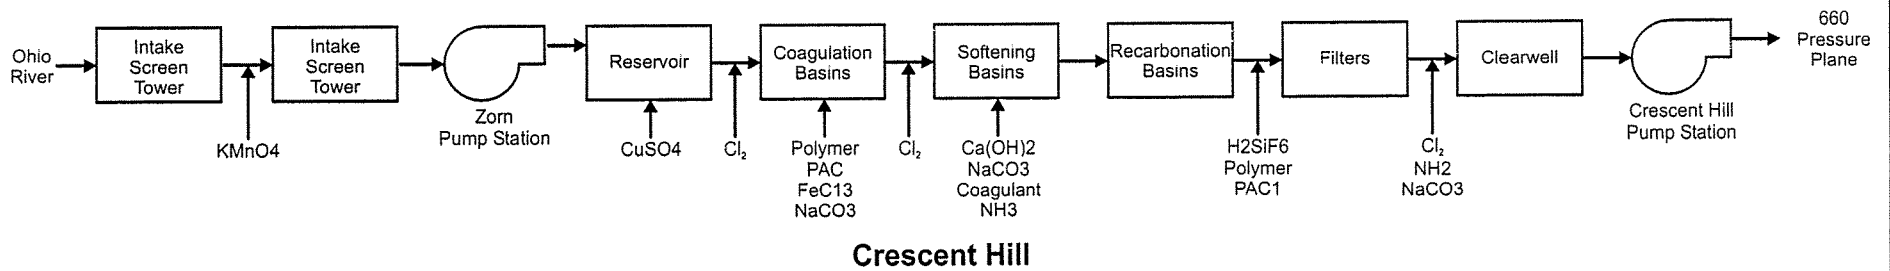 Ohio
River
Intake
Screen
Tower
KMnO4
Intake
Screen
Tower
Zorn
Pump Station
Reservoir
CuSO4
Cl₂
Coagulation
Basins
Polymer
PAC
FeC13
NaCO3
Cl₂
Softening
Basins
Ca(OH)2
NaCO3
Coagulant
NH3
Recarbonation
Basins
H2SiF6
Polymer
PAC1
Filters
Cl₂
NH2
NaCO3
Clearwell
Crescent Hill
Pump Station
660
Pressure
Plane
Crescent Hill